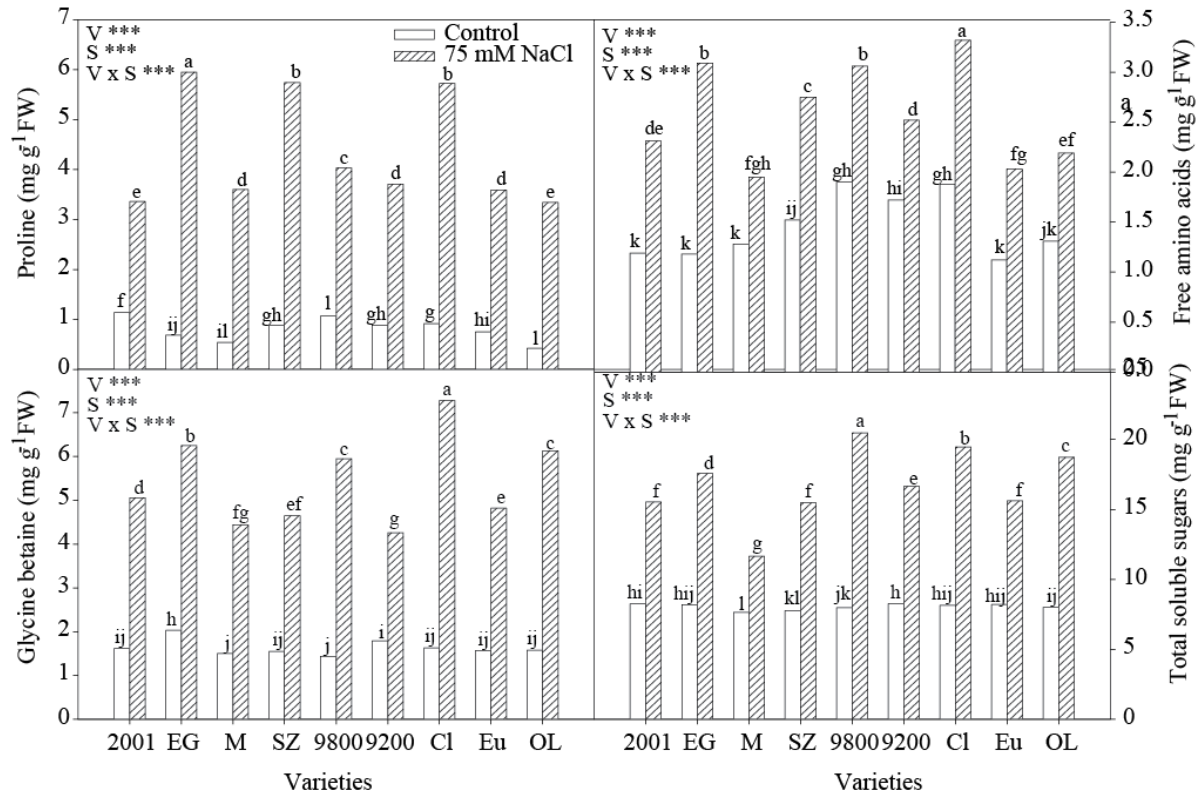 V ***
S ***
V x S ***
Control
75 mM NaCl
Proline (mg g-1FW)
7
6
5
4
3
2
1
0
f e
ij a
il d
gh b
l c
gh d
g b
hi d
l e
V ***
S ***
V x S ***
Free amino acids (mg g-1FW)
3.5
3.0
a
2.5
2.0
1.5
1.0
0.5
0.0
k de
k b
k fgh
ij c
gh b
hi d
gh a
k fg
jk ef
V ***
S ***
V x S ***
Glycine betaine (mg g-1FW)
7
6
5
4
3
2
1
0
ij d
h b
j fg
ij ef
j c
i g
ij a
ij e
ij c
2001 EG M SZ 9800 9200 Cl Eu OL
Varieties
V ***
S ***
V x S ***
Total soluble sugars (mg g-1FW)
25
20
15
10
5
0
hi f
hij d
l g
kl f
jk a
h e
hij b
hij f
ij c
2001 EG M SZ 9800 9200 Cl Eu OL
Varieties